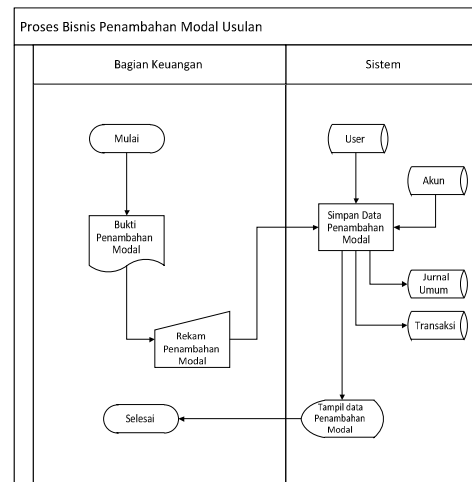 Proses Bisnis Penambahan Modal Usulan
Bagian Keuangan
Sistem
Mulai
User
Akun
Bukti
Penambahan
Modal
Simpan Data
Penambahan
Modal
Jurnal
Umum
Transaksi
Rekam
Penambahan
Modal
Selesai
Tampil data
Penambahan
Modal